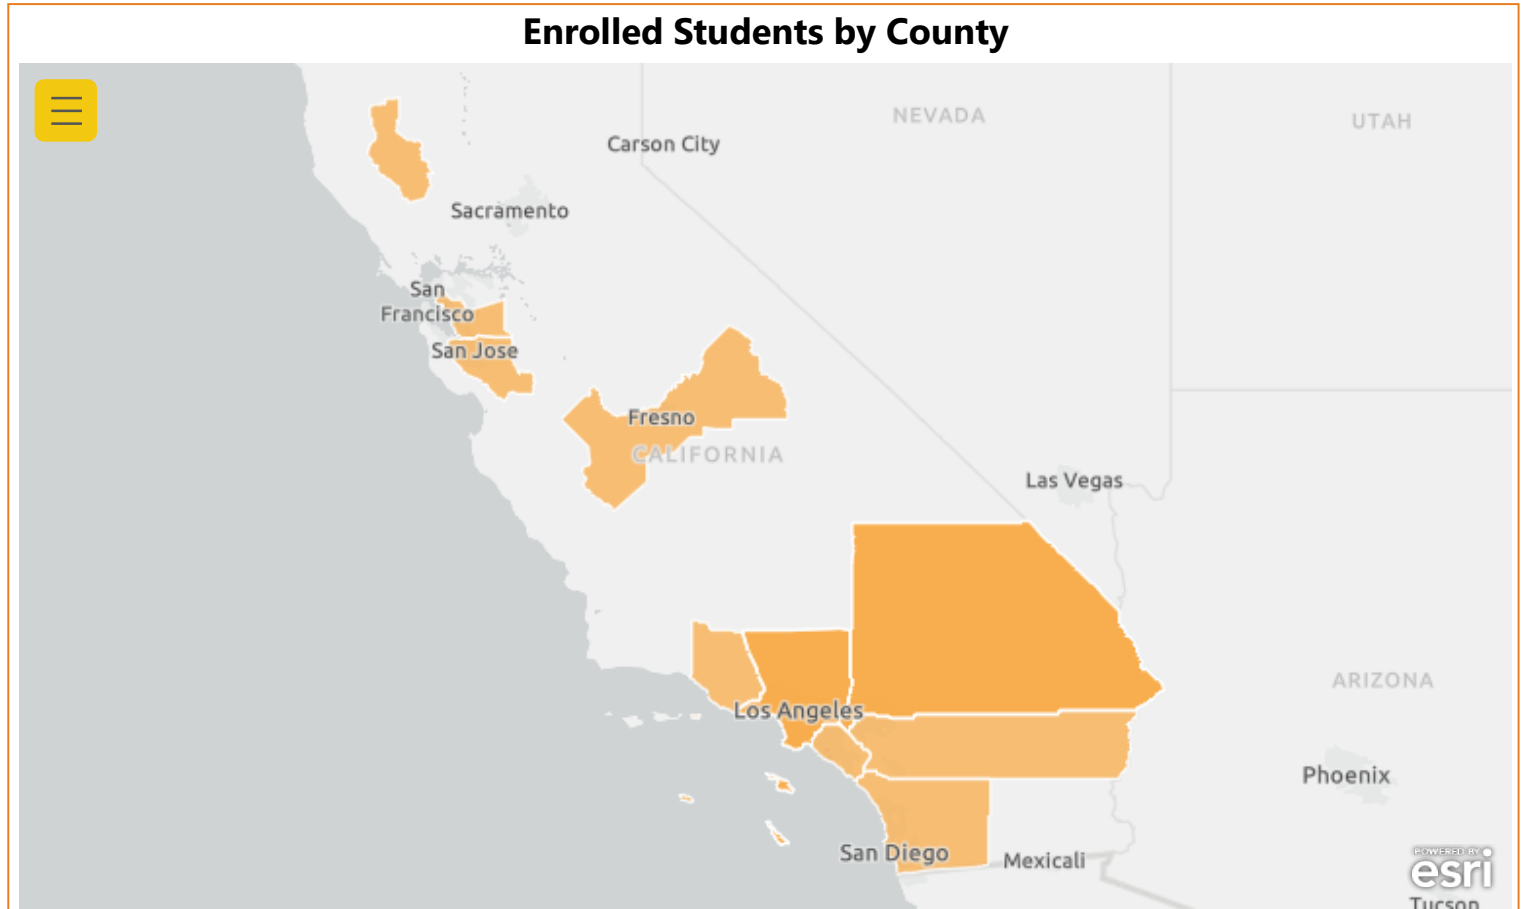 Enrolled Students by County
NEVADA
UTAH
Carson City
Sacramento
San
Francisco
San Jose
Fresno
CALIFORNIA
Las Vegas
ARIZONA
Los Angeles
Phoenix
San Diego
Mexicali
POWERED BY
esri
Tucson